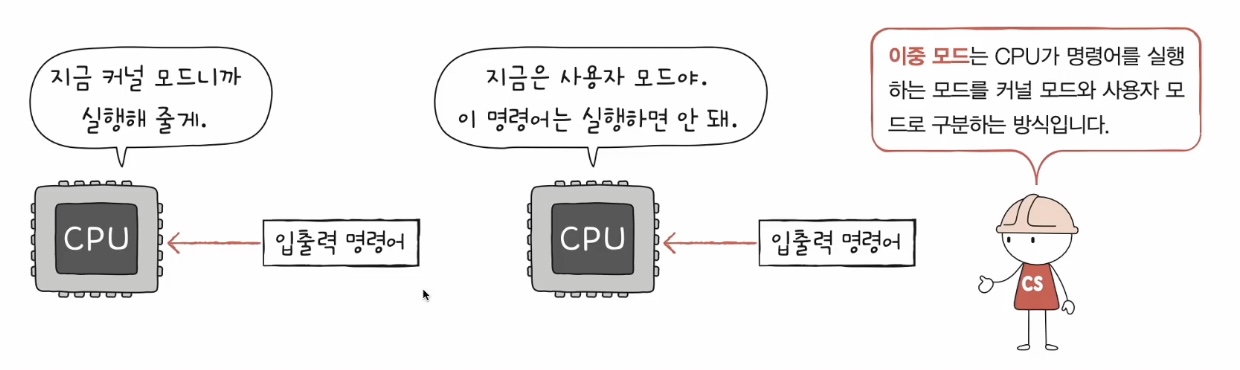 지금 커널 모드니까
실행해 줄게.
CPU
입출력 명령어
지금은 사용자 모드야.
이 명령어는 실행하면 안 돼.
CPU
입출력 명령어
이중 모드는 CPU가 명령어를 실행
하는 모드를 커널 모드와 사용자 모
드로 구분하는 방식입니다.
CS